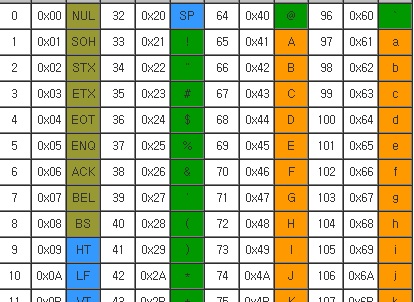 0 0x00 NUL 32 0x20 SP 64 0x40 @ 96 0x60 `
1 0x01 SOH 33 0x21 ! 65 0x41 A 97 0x61 a
2 0x02 STX 34 0x22 " 66 0x42 B 98 0x62 b
3 0x03 ETX 35 0x23 # 67 0x43 C 99 0x63 c
4 0x04 EOT 36 0x24 $ 68 0x44 D 100 0x64 d
5 0x05 ENQ 37 0x25 % 69 0x45 E 101 0x65 e
6 0x06 ACK 38 0x26 & 70 0x46 F 102 0x66 f
7 0x07 BEL 39 0x27 ' 71 0x47 G 103 0x67 g
8 0x08 BS 40 0x28 ( 72 0x48 H 104 0x68 h
9 0x09 HT 41 0x29 ) 73 0x49 I 105 0x69 i
10 0x0A LF 42 0x2A * 74 0x4A J 106 0x6A j
11 0x0B VT 43 0x2B 75 0x4B K 107 0x6B k